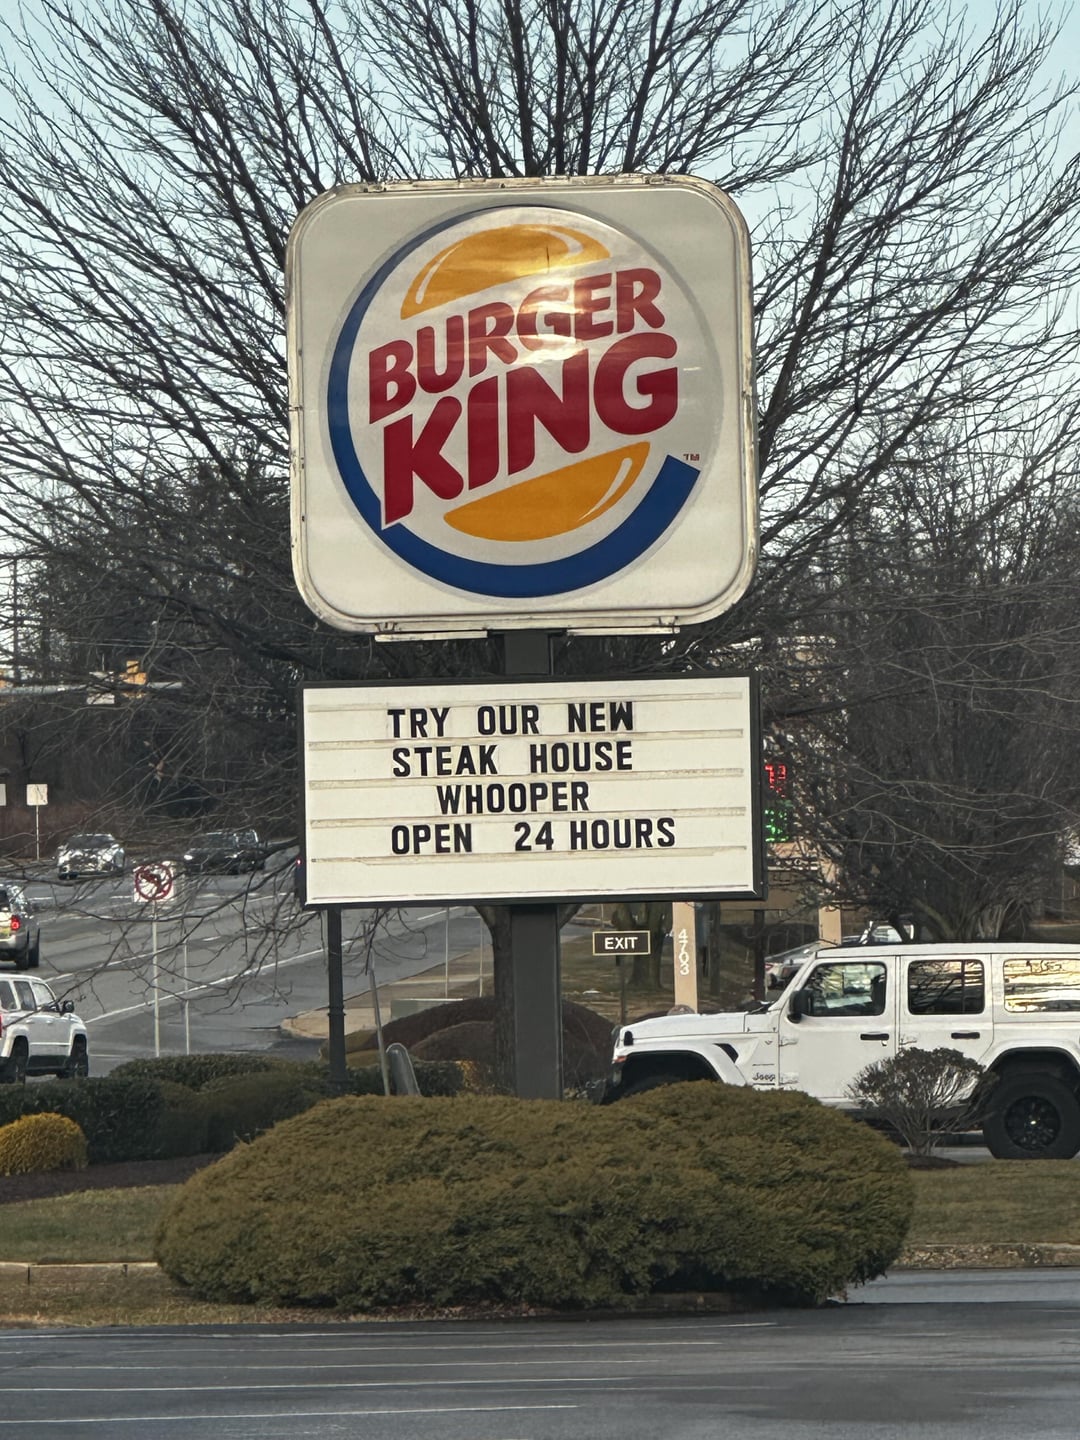 BURGER
KING
TM
TRY OUR NEW
STEAK HOUSE
WHOOPER
OPEN 24 HOURS
EXIT
4703
Jeep